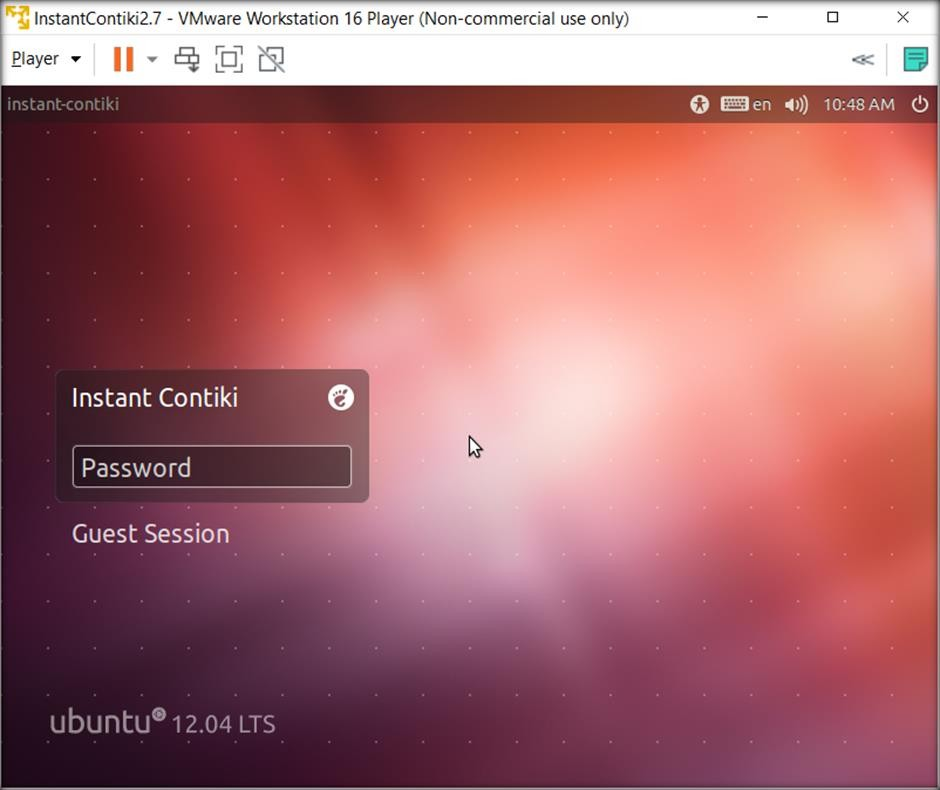 InstantContiki2.7 - VMware Workstation 16 Player (Non-commercial use only)
Player
instant-contiki en 10:48 AM
Instant Contiki
Password
Guest Session
ubuntu 12.04 LTS